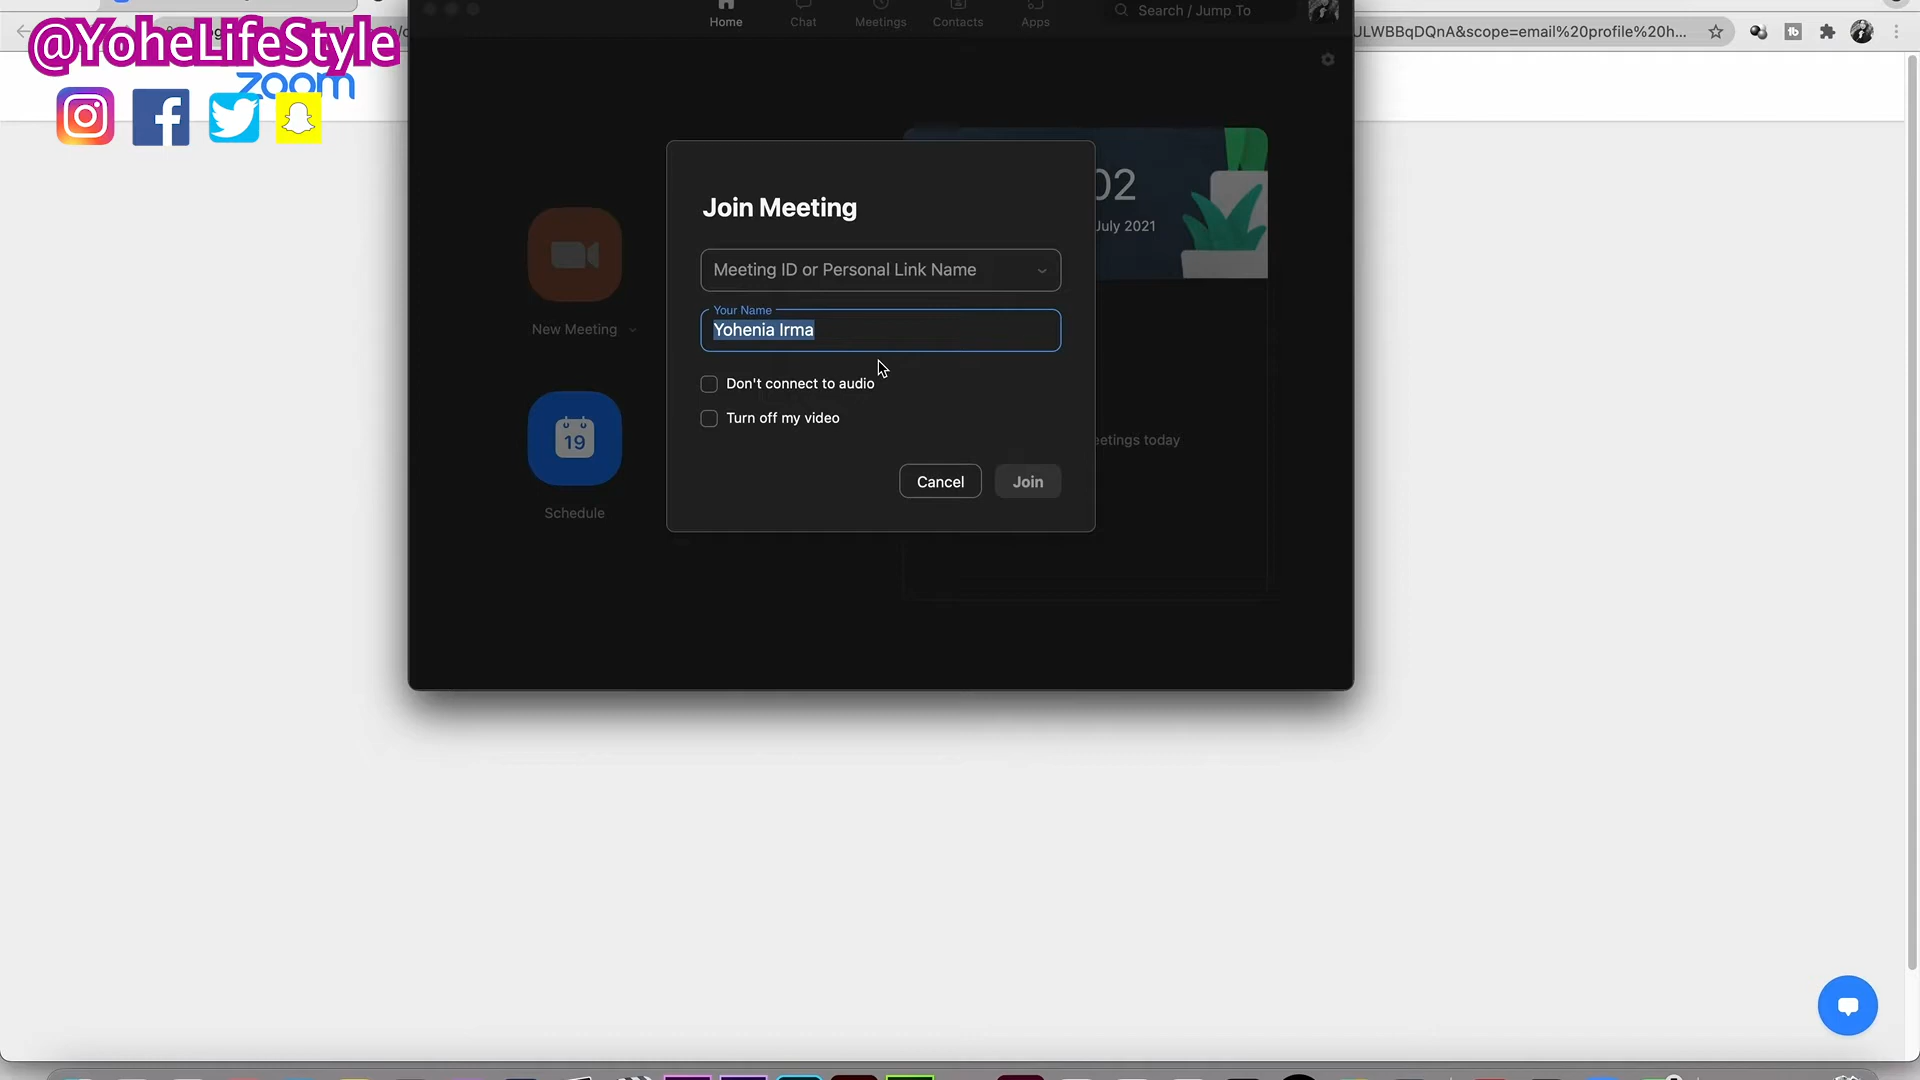 Home
Chat
Meetings
Contacts
Apps
Search / Jump To
@YoheLifeStyle
zoom
ULWBBqDQnA&scope=email%20profile%20h...
Join Meeting
02
July 2021
Meeting ID or Personal Link Name
Your Name
Yohenia Irma
New Meeting
Don't connect to audio
Turn off my video
eetings today
19
Cancel
Join
Schedule